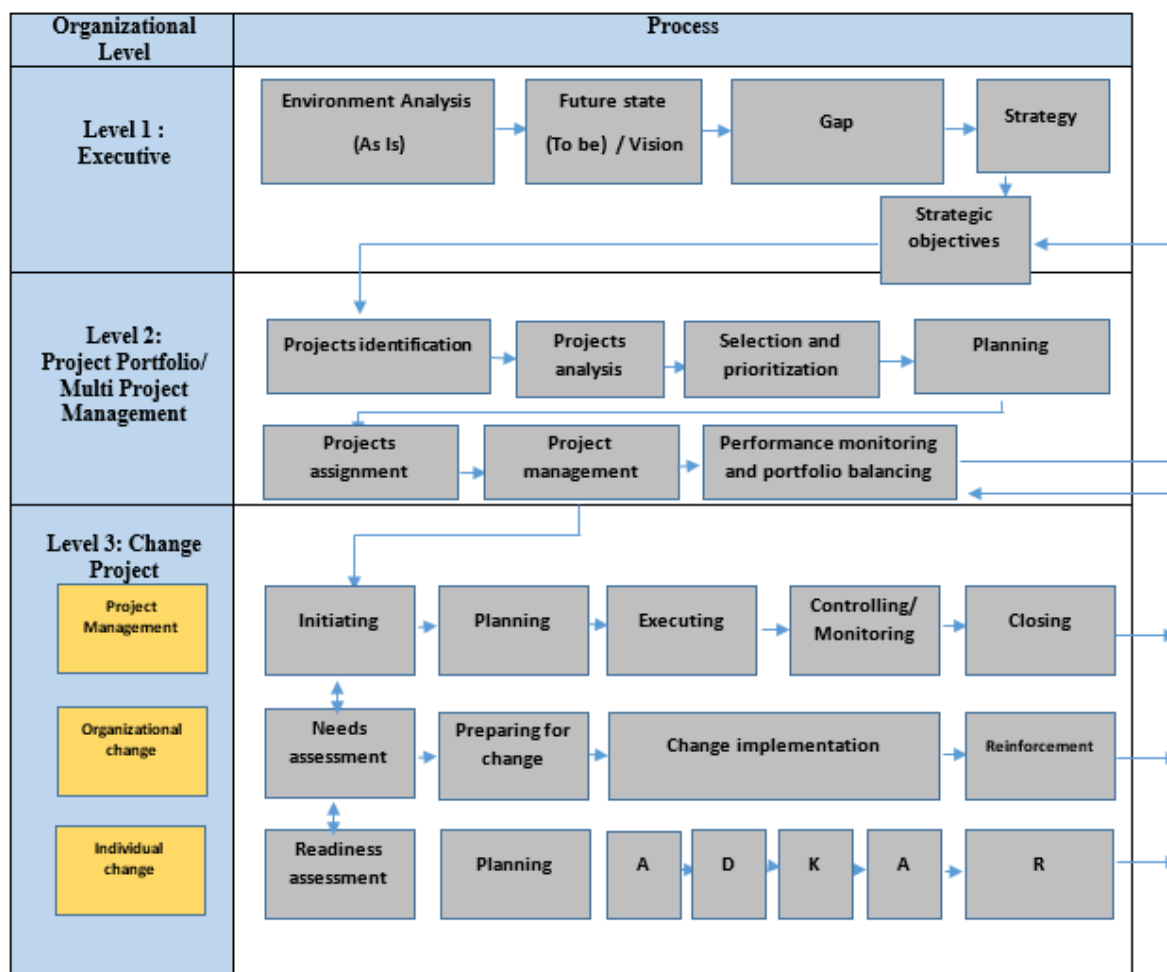 Organizational
Level
Process
Level 1 :
Executive
Environment Analysis
(As Is)
Future state
(To be) / Vision
Gap
Strategy
Strategic
objectives
Level 2:
Project Portfolio/
Multi Project
Management
Projects identification
Projects
analysis
Selection and
prioritization
Planning
Projects
assignment
Project
management
Performance monitoring
and portfolio balancing
Level 3: Change
Project
Project
Management
Initiating
Planning
Executing
Controlling/
Monitoring
Closing
Organizational
change
Needs
assessment
Preparing for
change
Change implementation
Reinforcement
Individual
change
Readiness
assessment
Planning
A
D
K
A
R